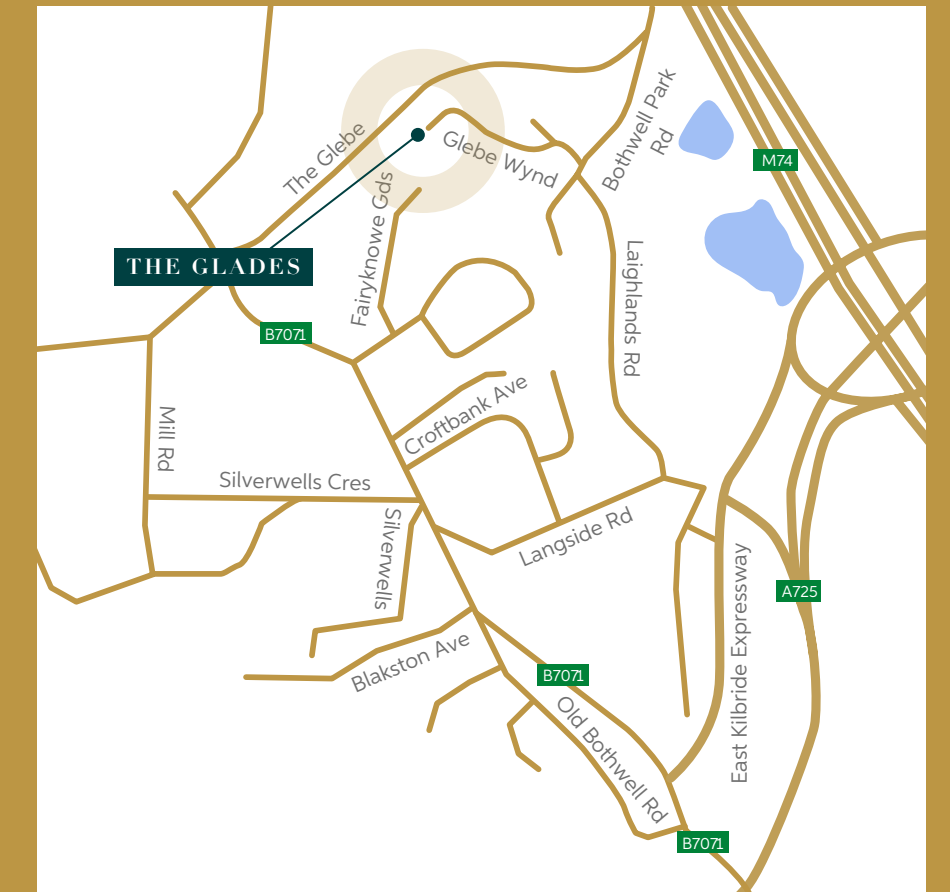 Bothwell Park
Rd
M74
The Glebe
Glebe Wynd
Fairyknowe Gds
THE GLADES
Laighlands Rd
B7071
Croftbank Ave
Mill Rd
Silverwells Cres
Silverwells
Langside Rd
East Kilbride Expressway
A725
Blakston Ave
B7071
Old Bothwell Rd
B7071